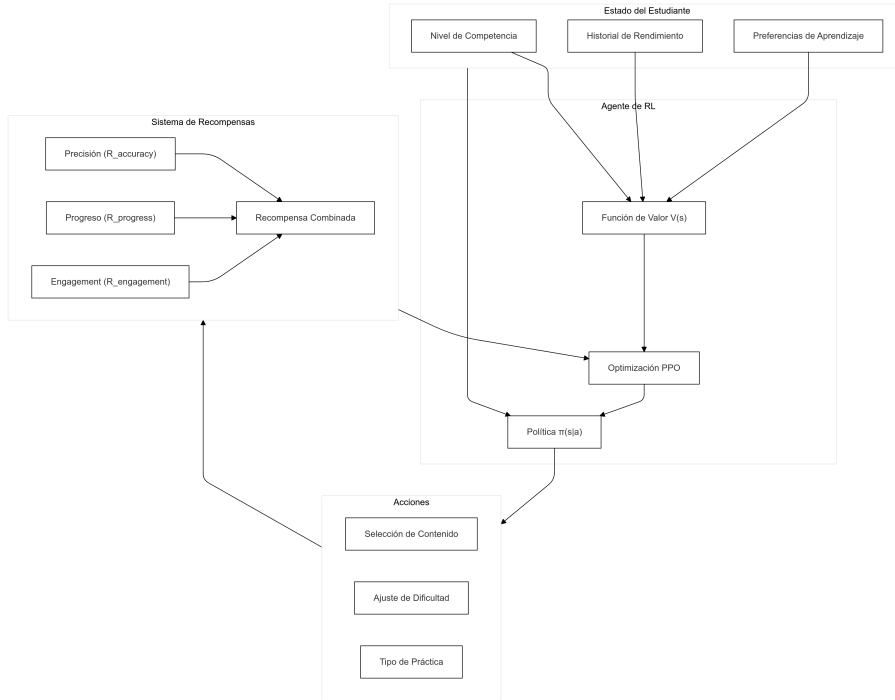 Estado del Estudiante
Nivel de Competencia
Historial de Rendimiento
Preferencias de Aprendizaje
Agente de RL
Sistema de Recompensas
Precisión (R_accuracy)
Progreso (R_progress)
Recompensa Combinada
Engagement (R_engagement)
Función de Valor V(s)
Optimización PPO
Política π(s|a)
Acciones
Selección de Contenido
Ajuste de Dificultad
Tipo de Práctica